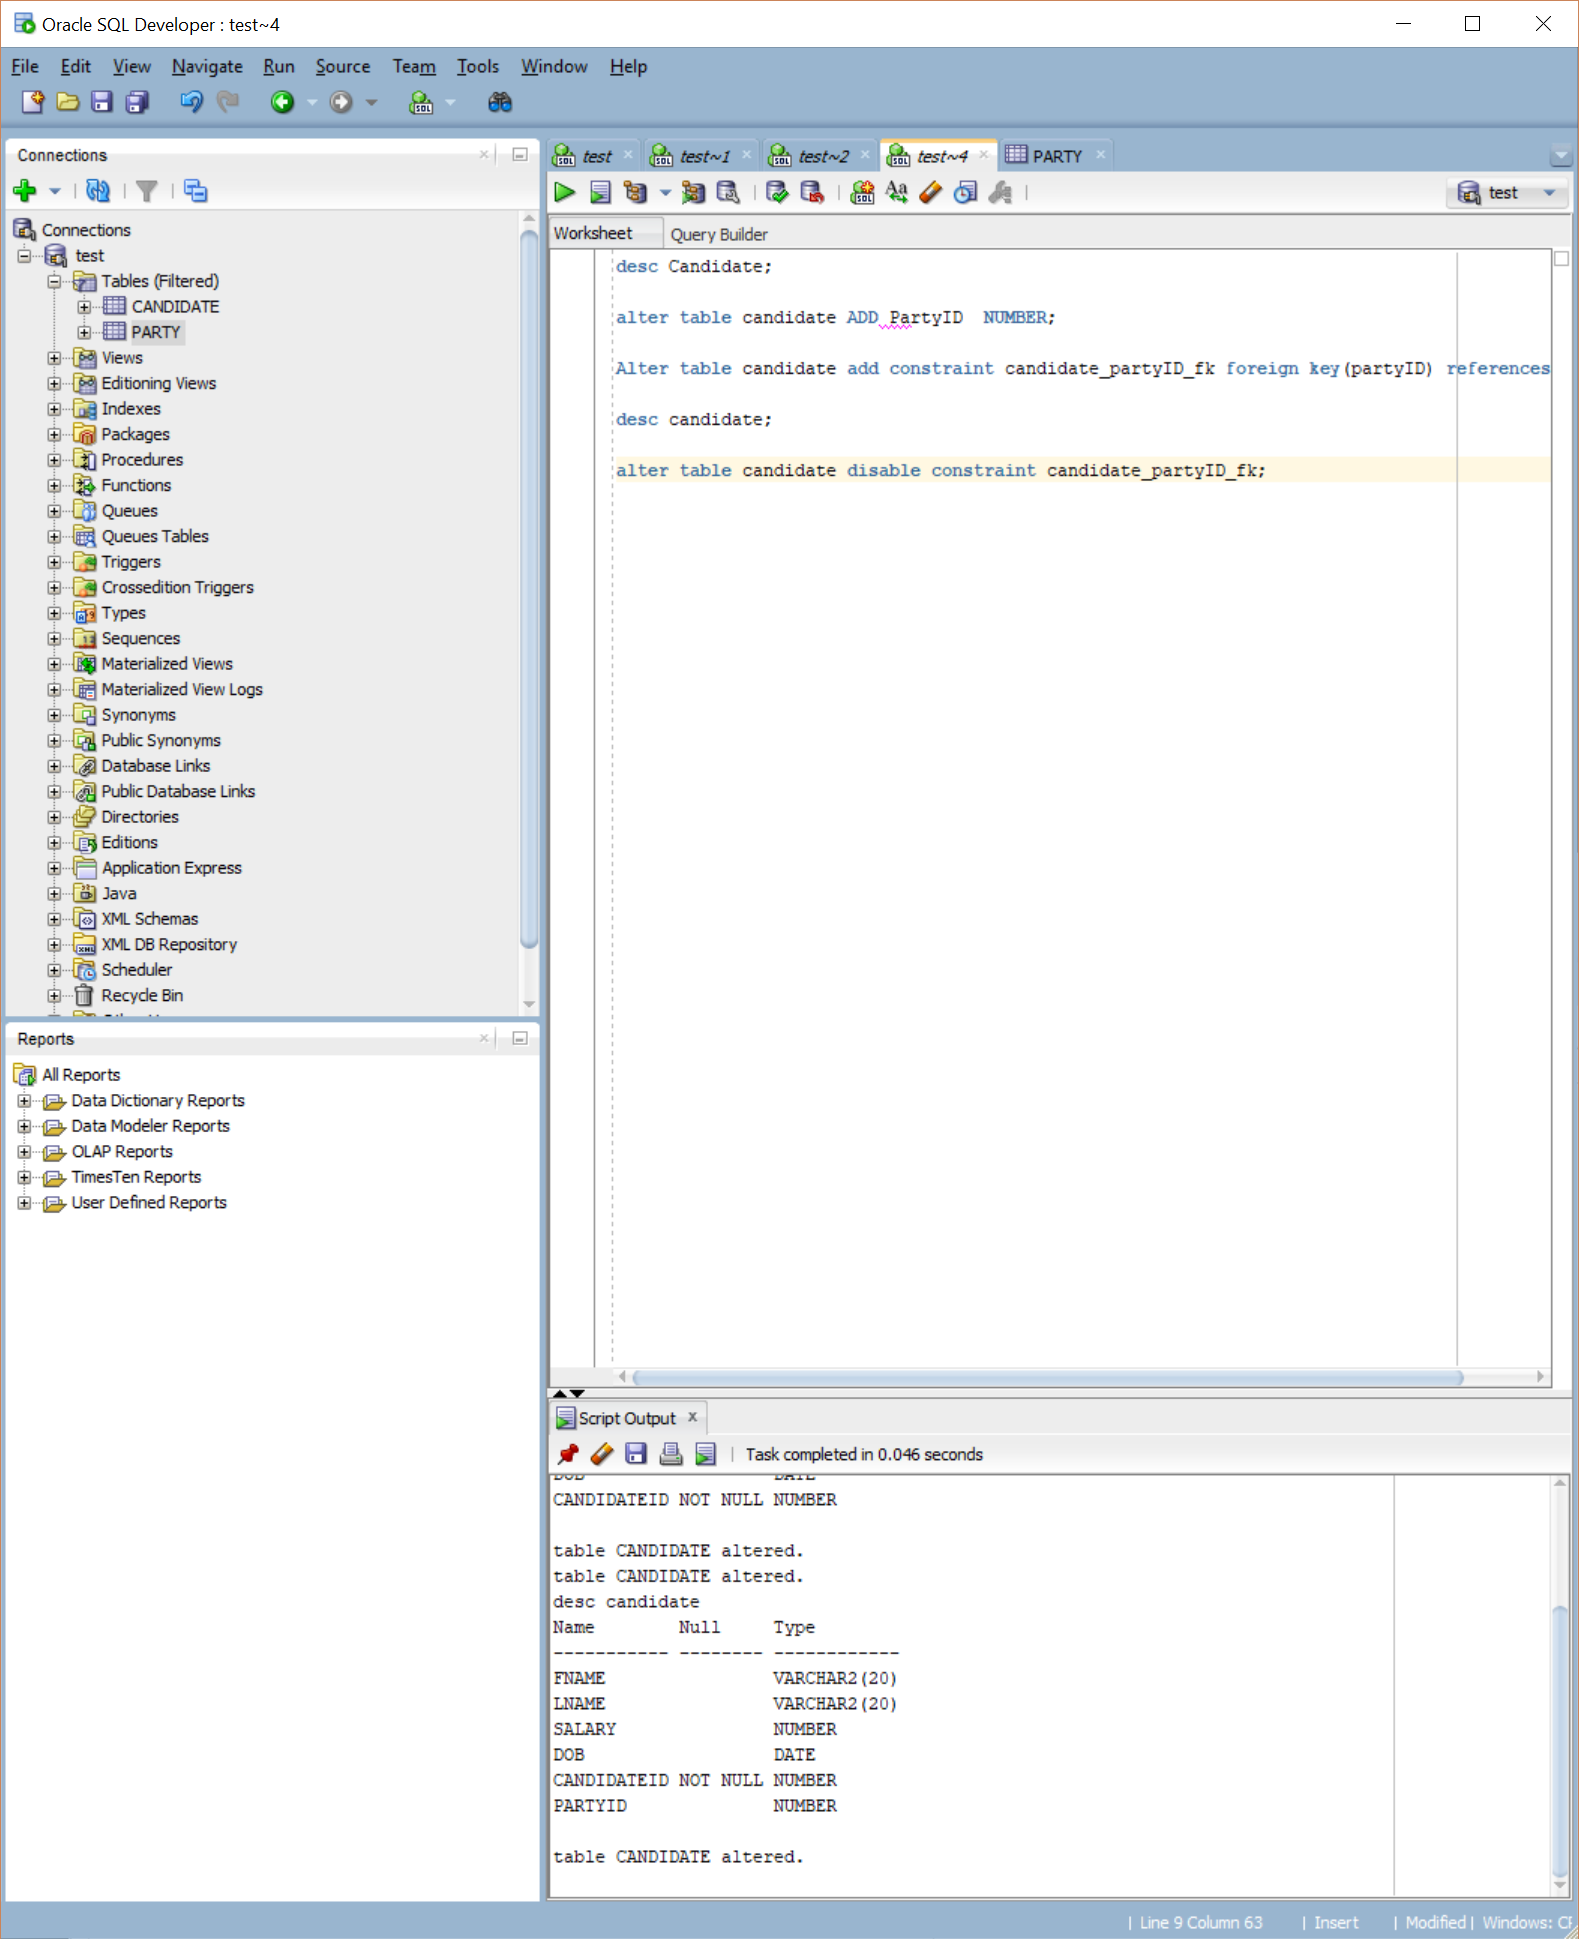 Oracle SQL Developer : test~4
File Edit View Navigate Run Source Team Tools Window Help
Connections
Connections
test
Tables (Filtered)
CANDIDATE
PARTY
Views
Editioning Views
Indexes
Packages
Procedures
Functions
Queues
Queues Tables
Triggers
Crossedition Triggers
Types
Sequences
Materialized Views
Materialized View Logs
Synonyms
Public Synonyms
Database Links
Public Database Links
Directories
Editions
Application Express
Java
XML Schemas
XML DB Repository
Scheduler
Recycle Bin
Reports
All Reports
Data Dictionary Reports
Data Modeler Reports
OLAP Reports
TimesTen Reports
User Defined Reports
test test~1 test~2 test~4 PARTY
test
Worksheet Query Builder
desc Candidate;
alter table candidate ADD PartyID NUMBER;
Alter table candidate add constraint candidate_partyID_fk foreign key(partyID) references
desc candidate;
alter table candidate disable constraint candidate_partyID_fk;
Script Output
Task completed in 0.046 seconds
DOB DATE
CANDIDATEID NOT NULL NUMBER
table CANDIDATE altered.
table CANDIDATE altered.
desc candidate
Name Null Type
----------- -------- ------------
FNAME VARCHAR2(20)
LNAME VARCHAR2(20)
SALARY NUMBER
DOB DATE
CANDIDATEID NOT NULL NUMBER
PARTYID NUMBER
table CANDIDATE altered.
Line 9 Column 63 | Insert | Modified | Windows: